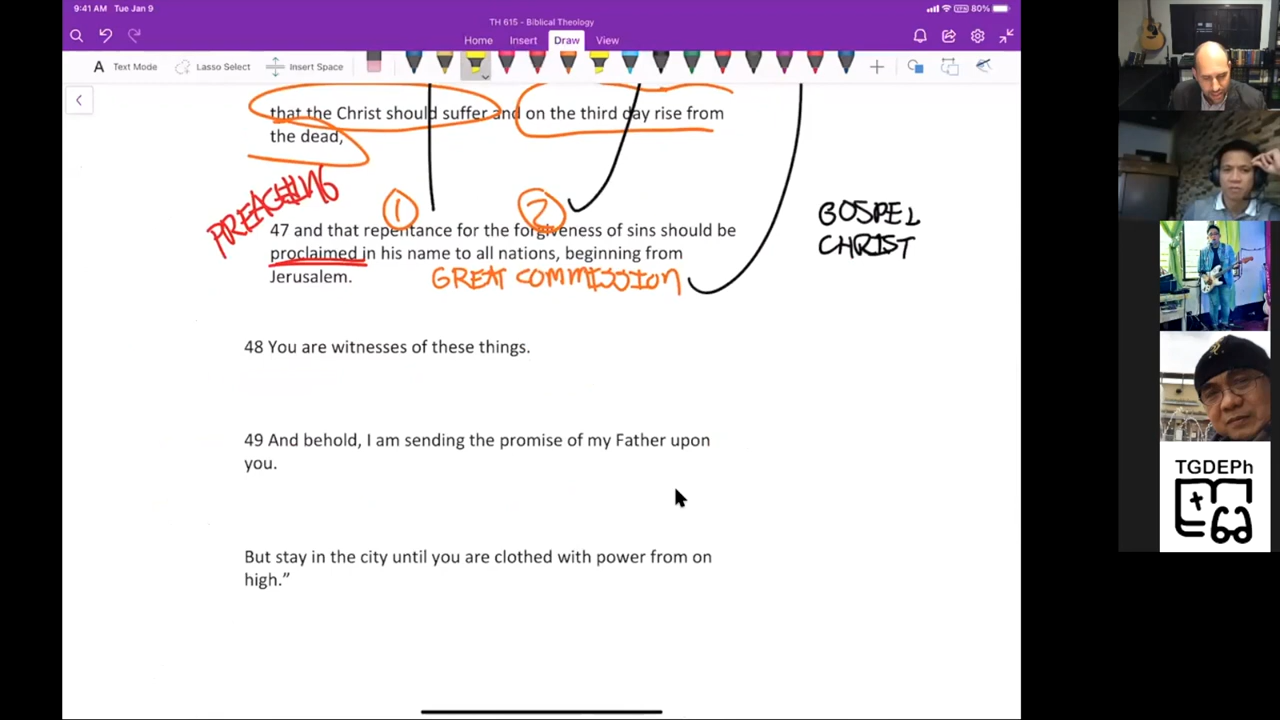 9:41 AM Tue Jan 9
VPN 80%
TH 615 - Biblical Theology
Home Insert Draw View
A Text Mode Lasso Select Insert Space
that the Christ should suffer and on the third day rise from
the dead,
PREACHING
1 2
47 and that repentance for the forgiveness of sins should be
proclaimed in his name to all nations, beginning from
Jerusalem.
GREAT COMMISSION
GOSPEL
CHRIST
48 You are witnesses of these things.
49 And behold, I am sending the promise of my Father upon
you.
But stay in the city until you are clothed with power from on
high.”
TGDEPh